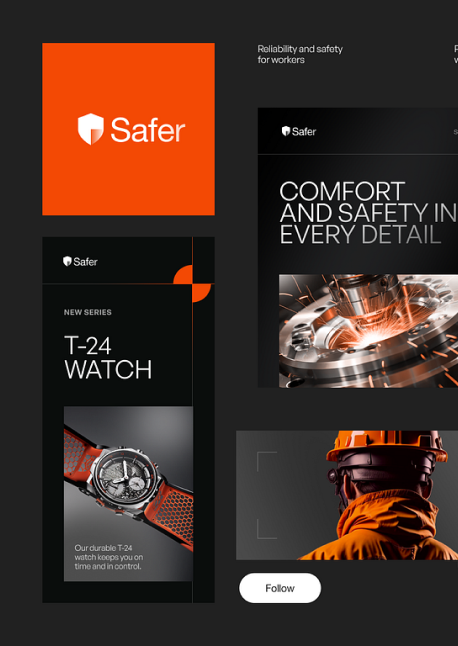 Safer
Reliability and safety
for workers
Safer
COMFORT
AND SAFETY IN
EVERY DETAIL
Safer
NEW SERIES
T-24
WATCH
Our durable T-24
watch keeps you on
time and in control.
Follow